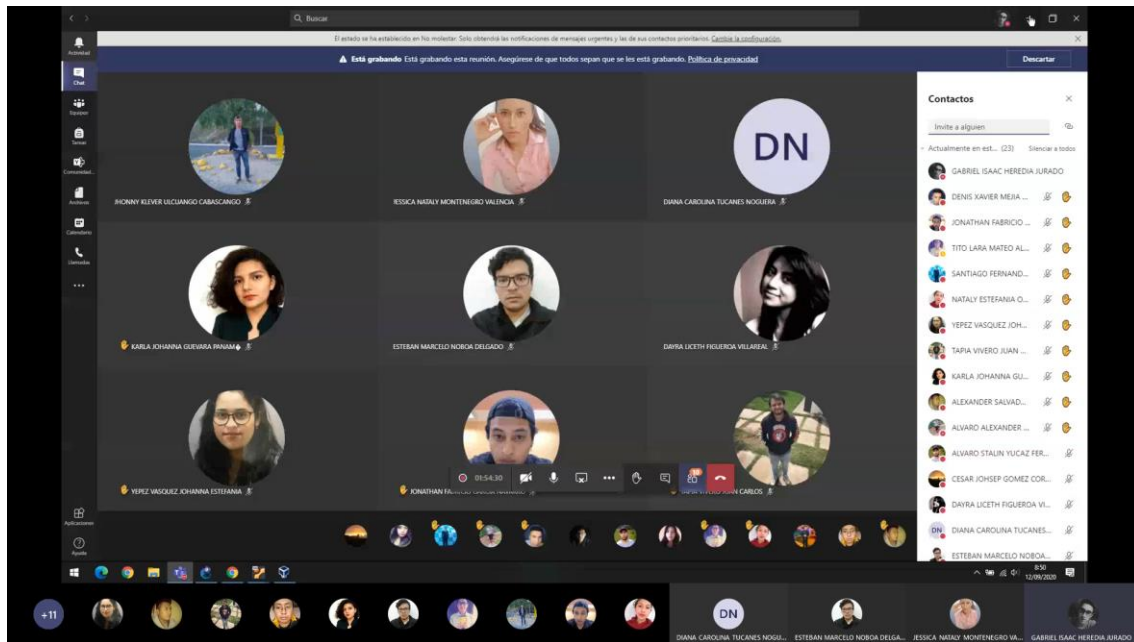 Buscar
El estado se ha establecido en No molestar. Solo obtendrá las notificaciones de mensajes urgentes y las de sus contactos prioritarios. Cambie la configuración.
Está grabando Está grabando esta reunión. Asegúrese de que todos sepan que se les está grabando. Política de privacidad
Descartar
Actividad
Chat
Equipos
Tareas
Comunidad...
Archivos
Calendario
Llamadas
Aplicaciones
Ayuda
DN
JHONNY KLEVER ULCUANGO CABASCANGO
JESSICA NATALY MONTENEGRO VALENCIA
DIANA CAROLINA TUCANES NOGUERA
KARLA JOHANNA GUEVARA PANAM�
ESTEBAN MARCELO NOBOA DELGADO
DAYRA LICETH FIGUEROA VILLAREAL
YEPEZ VASQUEZ JOHANNA ESTEFANIA
JONATHAN
CARLOS
01:54:30
10
Contactos
Invite a alguien
Actualmente en est... (23)
Silenciar a todos
GABRIEL ISAAC HEREDIA JURADO
DENIS XAVIER MEJIA ...
JONATHAN FABRICIO ...
TITO LARA MATEO AL...
SANTIAGO FERNAND...
NATALY ESTEFANIA O...
YEPEZ VASQUEZ JOH...
TAPIA VIVERO JUAN ...
KARLA JOHANNA GU...
ALEXANDER SALVAD...
ALVARO ALEXANDER ...
ALVARO STALIN YUCAZ FER...
CESAR JOHSEP GOMEZ COR...
DAYRA LICETH FIGUEROA VI...
DN
DIANA CAROLINA TUCANES...
ESTEBAN MARCELO NOBOA...
8:50
12/09/2020
+11
DN
DIANA CAROLINA TUCANES NOGU...
ESTEBAN MARCELO NOBOA DELGA...
JESSICA NATALY MONTENEGRO VA...
GABRIEL ISAAC HEREDIA JURADO